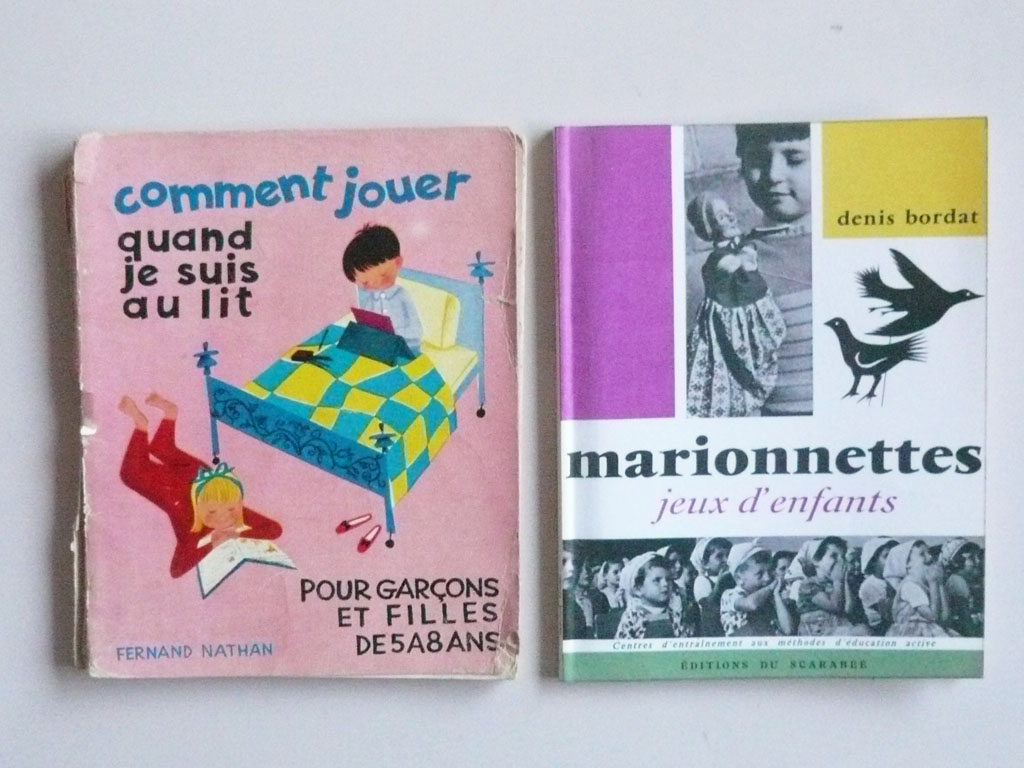 comment jouer
quand
je suis
au lit
POUR GARÇONS
ET FILLES
DE 5 A 8 ANS
FERNAND NATHAN
denis bordat
marionnettes
jeux d'enfants
Centres d'entraînement aux méthodes d'éducation active
ÉDITIONS DU SCARABÉE